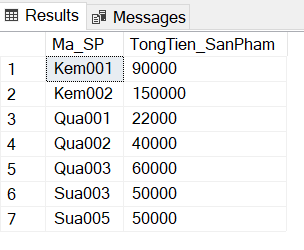 Results Messages
Ma_SP TongTien_SanPham
1 Kem001 90000
2 Kem002 150000
3 Qua001 22000
4 Qua002 40000
5 Qua003 60000
6 Sua003 50000
7 Sua005 50000